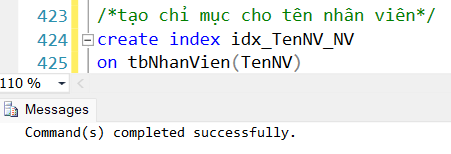 423 /*tạo chỉ mục cho tên nhân viên*/
424 create index idx_TenNV_NV
425 on tbNhanVien(TenNV)
110 %
Messages
Command(s) completed successfully.